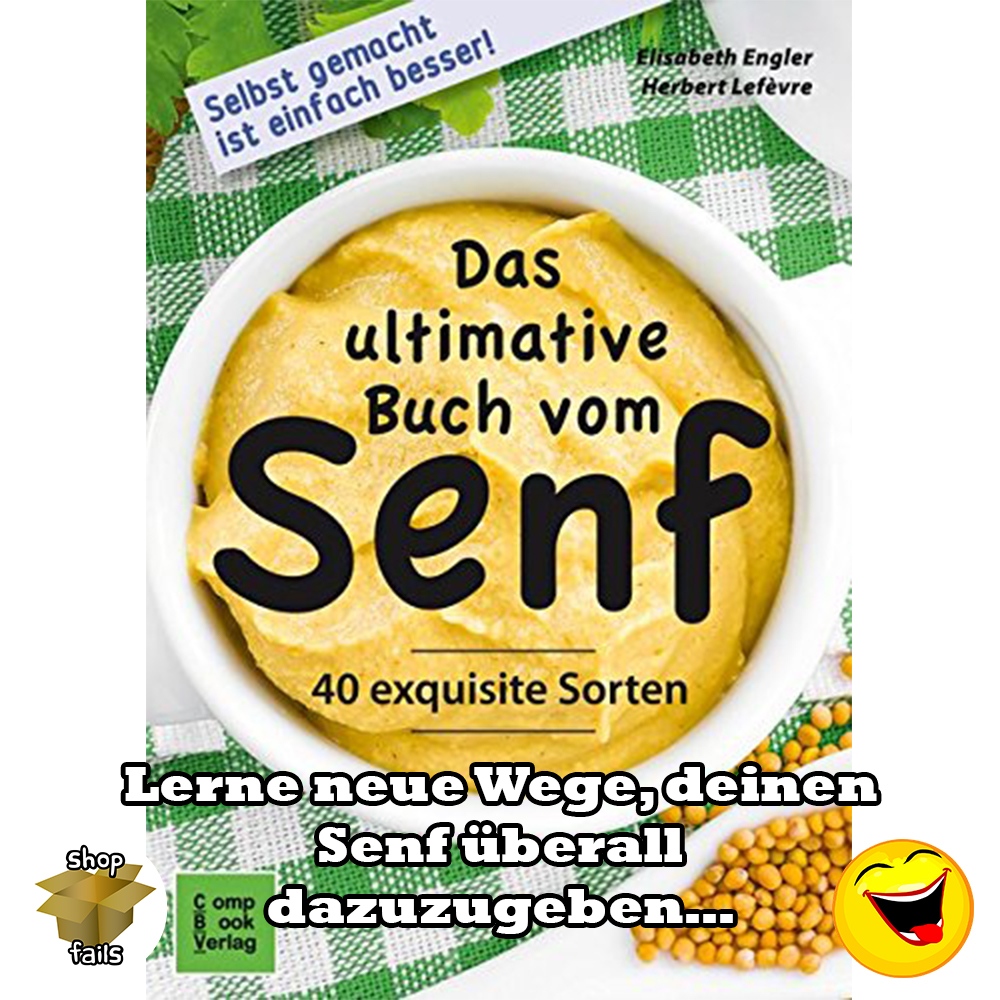 Selbst gemacht
ist einfach besser!
Elisabeth Engler
Herbert Lefèvre
Das
ultimative
Buch vom
Senf
40 exquisite Sorten
Lerne neue Wege, deinen
Senf überall
dazuzugeben...
shop
fails
Comp
Book
Verlag